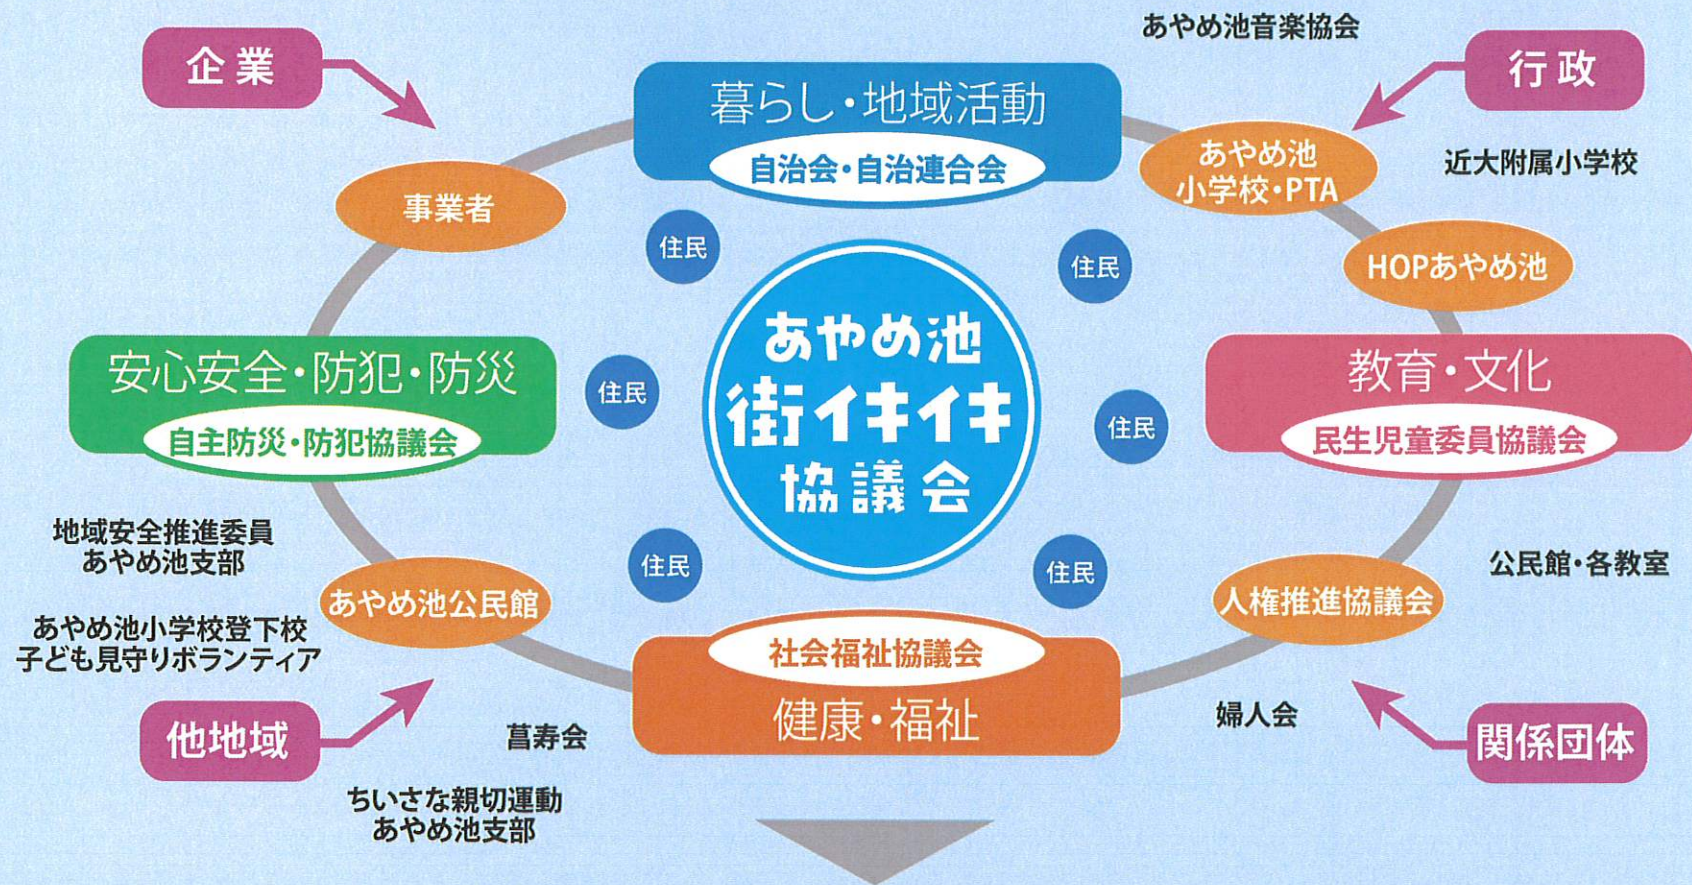 あやめ池音楽協会
企業
行政
暮らし・地域活動
自治会・自治連合会
あやめ池
小学校・PTA
近大附属小学校
事業者
住民
住民
HOPあやめ池
あやめ池
街イキイキ
協議会
安心安全・防犯・防災
自主防災・防犯協議会
住民
住民
教育・文化
民生児童委員協議会
地域安全推進委員
あやめ池支部
住民
住民
公民館・各教室
あやめ池公民館
人権推進協議会
あやめ池小学校登下校
子ども見守りボランティア
社会福祉協議会
健康・福祉
他地域
菖寿会
婦人会
関係団体
ちいさな親切運動
あやめ池支部